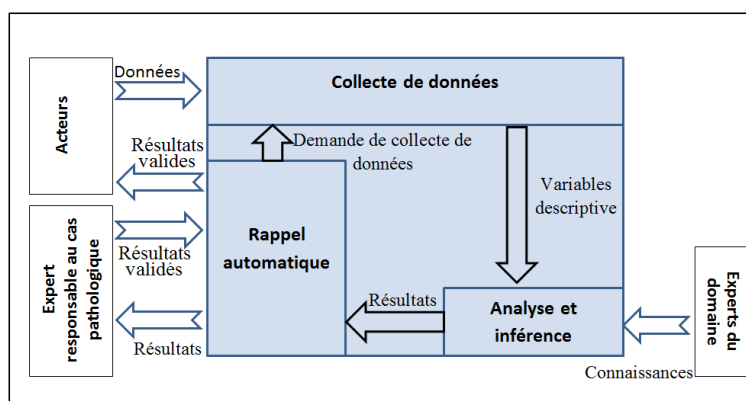 Données
Collecte de données
Acteurs
Résultats
valides
Demande de collecte de
données
Variables
descriptive
Expert
responsable au cas
pathologique
Résultats
validés
Rappel
automatique
Résultats
Analyse et
inférence
Experts du
domaine
Résultats
Connaissances